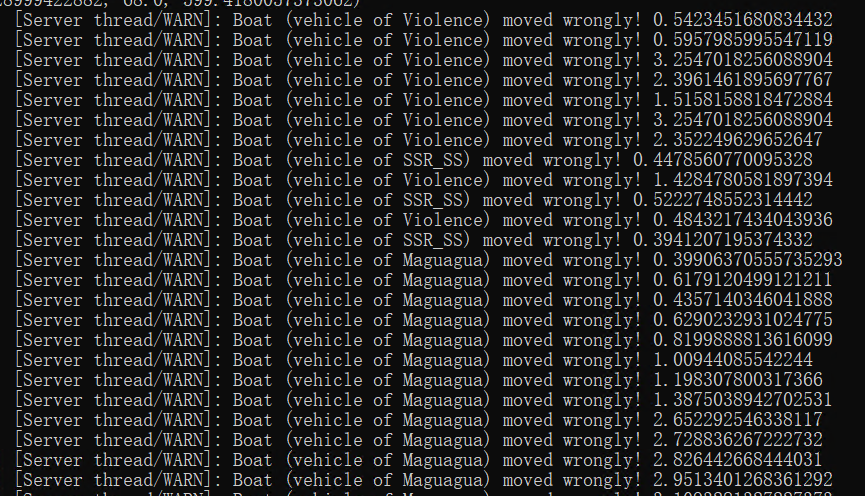 [Server thread/WARN]: Boat (vehicle of Violence) moved wrongly! 0.5423451680834432
[Server thread/WARN]: Boat (vehicle of Violence) moved wrongly! 0.5957985995547119
[Server thread/WARN]: Boat (vehicle of Violence) moved wrongly! 3.2547018256088904
[Server thread/WARN]: Boat (vehicle of Violence) moved wrongly! 2.3961461895697767
[Server thread/WARN]: Boat (vehicle of Violence) moved wrongly! 1.5158158818472884
[Server thread/WARN]: Boat (vehicle of Violence) moved wrongly! 3.2547018256088904
[Server thread/WARN]: Boat (vehicle of Violence) moved wrongly! 2.352249629652647
[Server thread/WARN]: Boat (vehicle of SSR_SS) moved wrongly! 0.4478560770095328
[Server thread/WARN]: Boat (vehicle of Violence) moved wrongly! 1.4284780581897394
[Server thread/WARN]: Boat (vehicle of SSR_SS) moved wrongly! 0.5222748552314442
[Server thread/WARN]: Boat (vehicle of Violence) moved wrongly! 0.4843217434043936
[Server thread/WARN]: Boat (vehicle of SSR_SS) moved wrongly! 0.3941207195374332
[Server thread/WARN]: Boat (vehicle of Maguagua) moved wrongly! 0.39906370555735293
[Server thread/WARN]: Boat (vehicle of Maguagua) moved wrongly! 0.6179120499121211
[Server thread/WARN]: Boat (vehicle of Maguagua) moved wrongly! 0.4357140346041888
[Server thread/WARN]: Boat (vehicle of Maguagua) moved wrongly! 0.6290232931024775
[Server thread/WARN]: Boat (vehicle of Maguagua) moved wrongly! 0.8199888813616099
[Server thread/WARN]: Boat (vehicle of Maguagua) moved wrongly! 1.00944085542244
[Server thread/WARN]: Boat (vehicle of Maguagua) moved wrongly! 1.198307800317366
[Server thread/WARN]: Boat (vehicle of Maguagua) moved wrongly! 1.3875038942702531
[Server thread/WARN]: Boat (vehicle of Maguagua) moved wrongly! 2.652292546338117
[Server thread/WARN]: Boat (vehicle of Maguagua) moved wrongly! 2.728836267222732
[Server thread/WARN]: Boat (vehicle of Maguagua) moved wrongly! 2.826442668444031
[Server thread/WARN]: Boat (vehicle of Maguagua) moved wrongly! 2.9513401268361292